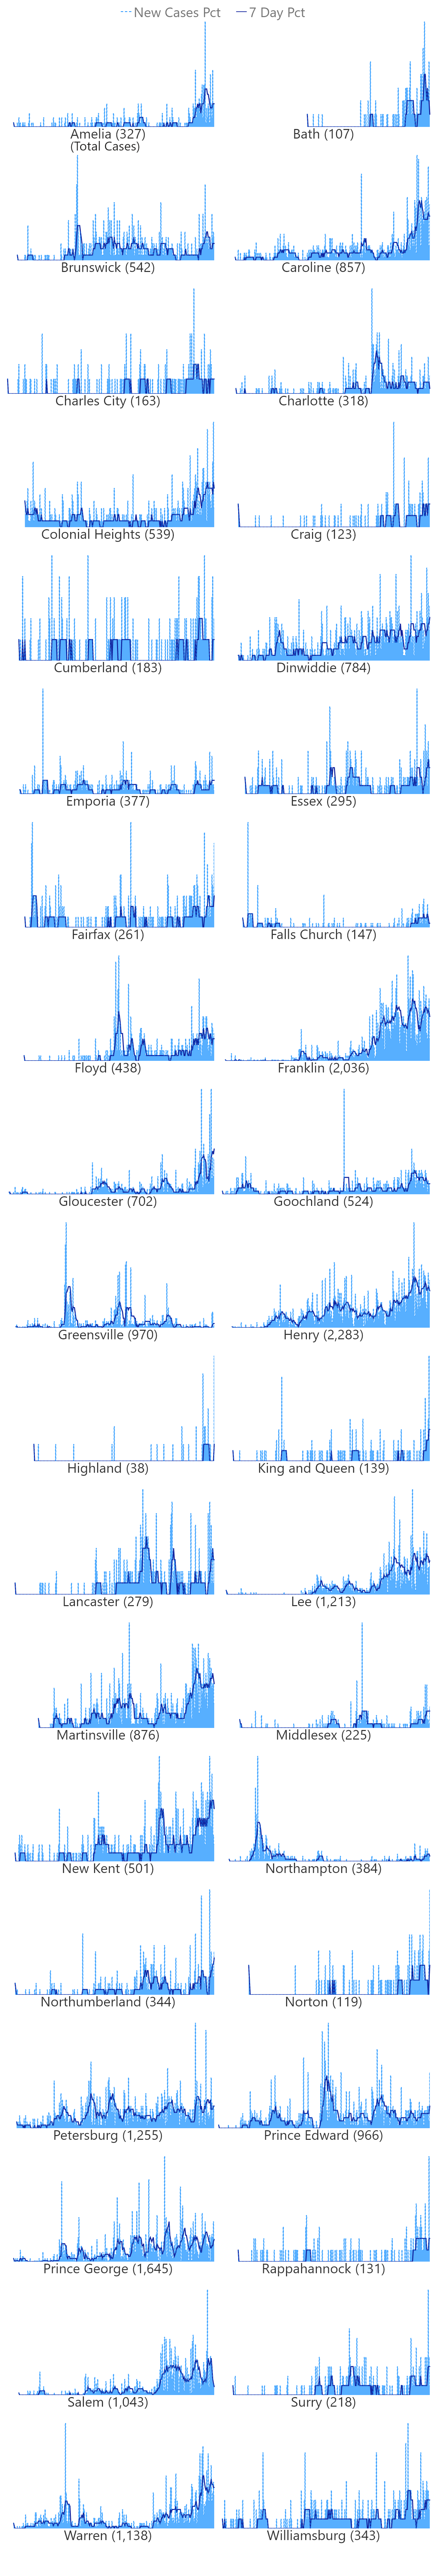 New Cases Pct 7 Day Pct
Amelia (327) Bath (107)
(Total Cases)
Brunswick (542) Caroline (857)
Charles City (163) Charlotte (318)
Colonial Heights (539) Craig (123)
Cumberland (183) Dinwiddie (784)
Emporia (377) Essex (295)
Fairfax (261) Falls Church (147)
Floyd (438) Franklin (2,036)
Gloucester (702) Goochland (524)
Greensville (970) Henry (2,283)
Highland (38) King and Queen (139)
Lancaster (279) Lee (1,213)
Martinsville (876) Middlesex (225)
New Kent (501) Northampton (384)
Northumberland (344) Norton (119)
Petersburg (1,255) Prince Edward (966)
Prince George (1,645) Rappahannock (131)
Salem (1,043) Surry (218)
Warren (1,138) Williamsburg (343)